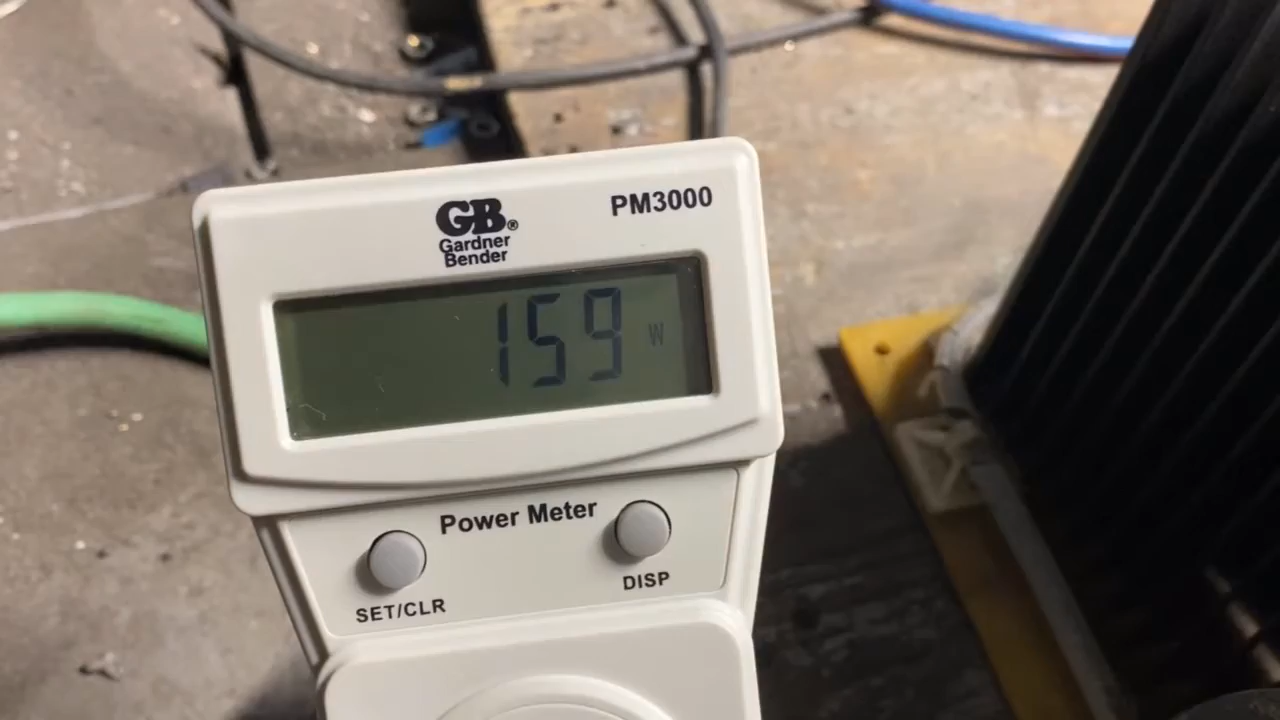 GB®
Gardner
Bender
PM3000
159 W
Power Meter
SET/CLR
DISP